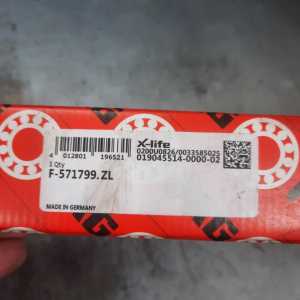 X-life
0200U0826/0033585025
019045514-0000-02
4 012801 196521
1 Qty
F-571799.ZL
MADE IN GERMANY